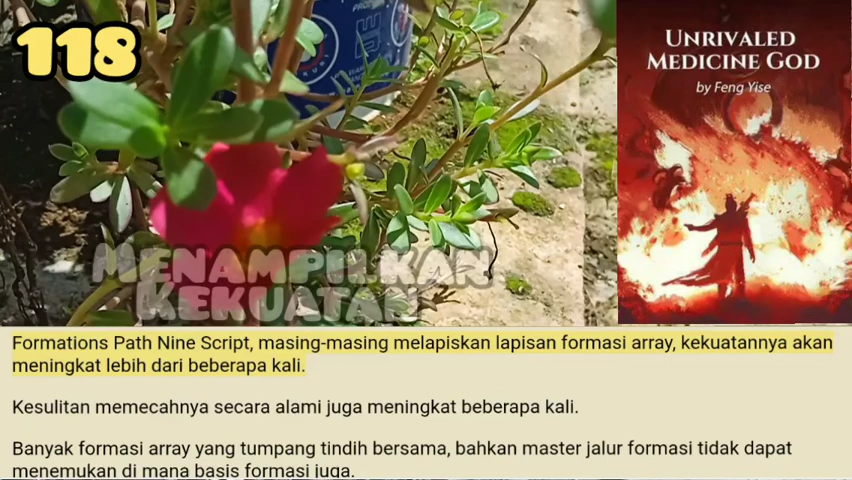 118
UNRIVALED
MEDICINE GOD
by Feng Yise
MENAMPILKAN
KEKUATAN
Formations Path Nine Script, masing-masing melapiskan lapisan formasi array, kekuatannya akan
meningkat lebih dari beberapa kali.
Kesulitan memecahnya secara alami juga meningkat beberapa kali.
Banyak formasi array yang tumpang tindih bersama, bahkan master jalur formasi tidak dapat
menemukan di mana basis formasi juga.